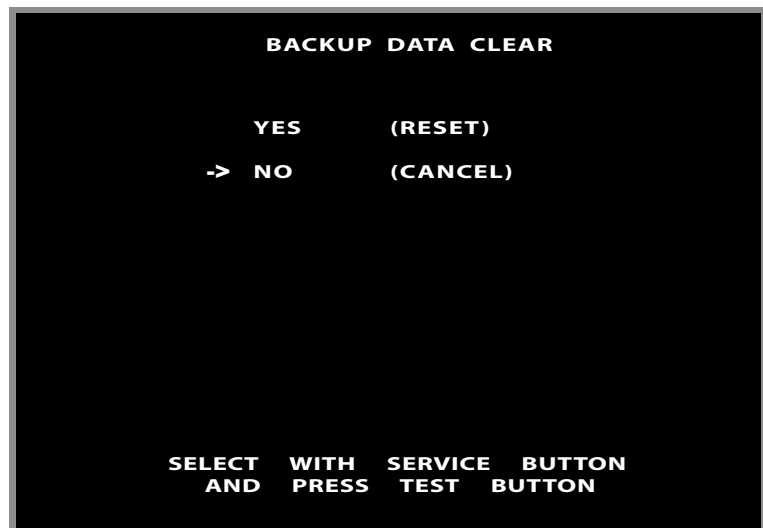 BACKUP DATA CLEAR
YES (RESET)
-> NO (CANCEL)
SELECT WITH SERVICE BUTTON
AND PRESS TEST BUTTON